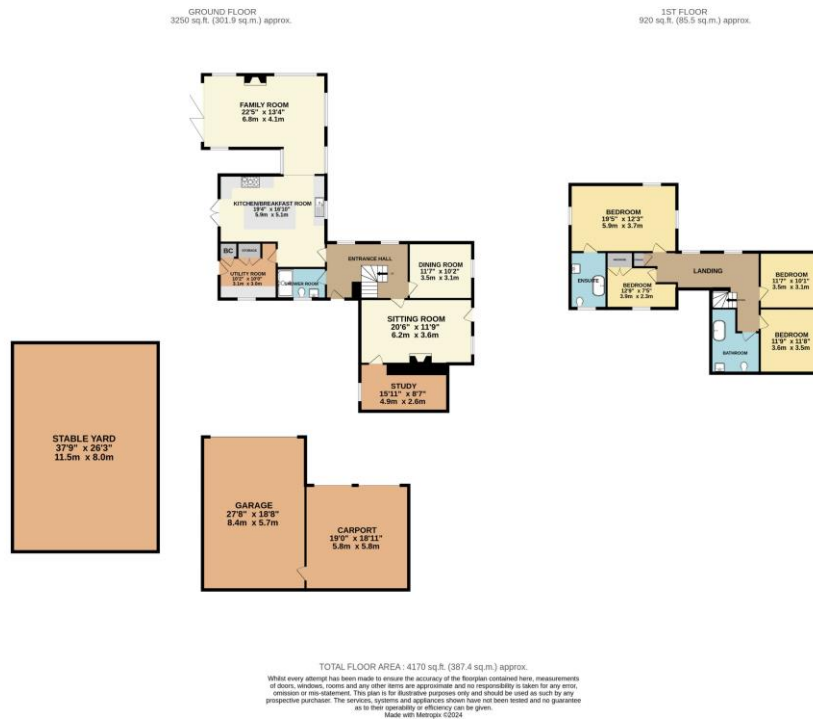 GROUND FLOOR
3250 sq.ft. (301.9 sq.m.) approx.
1ST FLOOR
920 sq.ft. (85.5 sq.m.) approx.
FAMILY ROOM
22'5" x 13'4"
6.8m x 4.1m
KITCHEN/BREAKFAST ROOM
19'4" x 16'10"
5.9m x 5.1m
BC
STORAGE
UTILITY ROOM
10'2" x 10'0"
3.1m x 3.0m
SHOWER ROOM
ENTRANCE HALL
DINING ROOM
11'7" x 10'2"
3.5m x 3.1m
SITTING ROOM
20'6" x 11'9"
6.2m x 3.6m
STUDY
15'11" x 8'7"
4.9m x 2.6m
STABLE YARD
37'9" x 26'3"
11.5m x 8.0m
GARAGE
27'8" x 18'8"
8.4m x 5.7m
CARPORT
19'0" x 18'11"
5.8m x 5.8m
BEDROOM
19'5" x 12'3"
5.9m x 3.7m
ENSUITE
BEDROOM
12'9" x 7'5"
3.9m x 2.3m
LANDING
BEDROOM
11'7" x 10'1"
3.5m x 3.1m
BEDROOM
11'9" x 11'8"
3.6m x 3.5m
BATHROOM
TOTAL FLOOR AREA : 4170 sq.ft. (387.4 sq.m.) approx.
Whilst every attempt has been made to ensure the accuracy of the floorplan contained here, measurements
of doors, windows, rooms and any other items are approximate and no responsibility is taken for any error,
omission or mis-statement. This plan is for illustrative purposes only and should be used as such by any
prospective purchaser. The services, systems and appliances shown have not been tested and no guarantee
as to their operability or efficiency can be given.
Made with Metropix ©2024